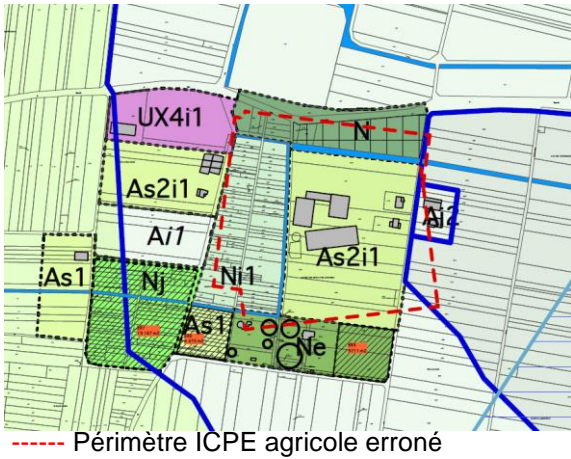 UX4i1
N
As2i1
Ai2
Ai1
As2i1
As1
Nj
Ni1
As1
Ne
Périmètre ICPE agricole erroné